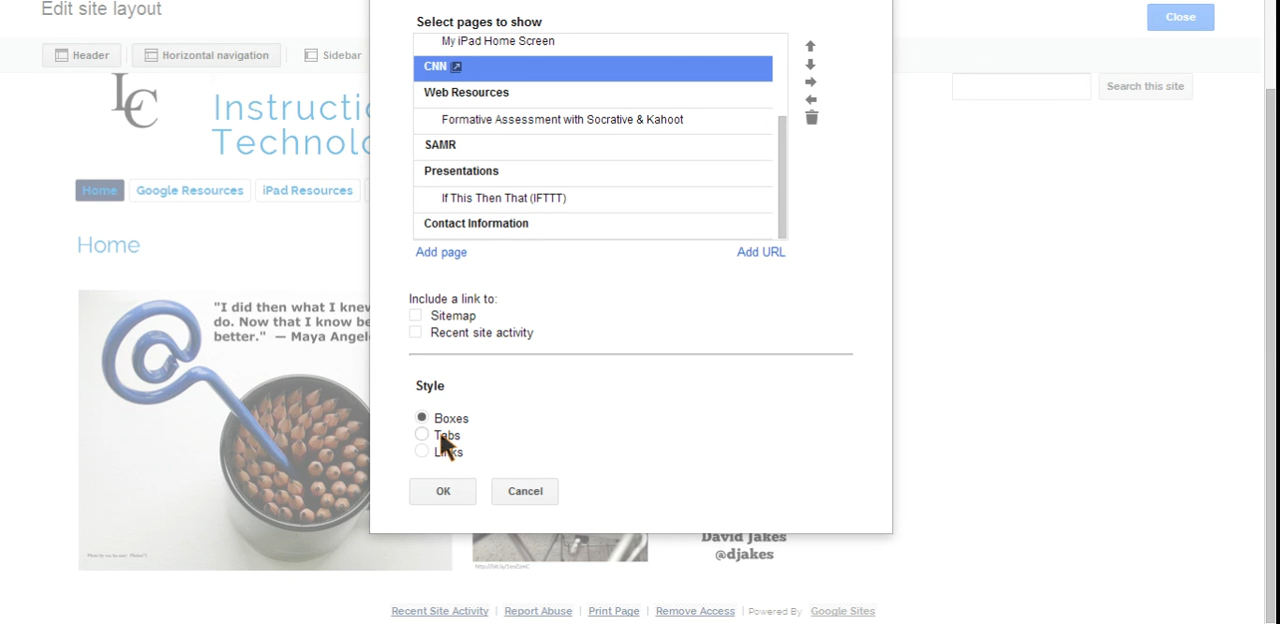 Edit site layout
Select pages to show
Close
Header
Horizontal navigation
Sidebar
My iPad Home Screen
CNN
Web Resources
Formative Assessment with Socrative & Kahoot
SAMR
Presentations
If This Then That (IFTTT)
Contact Information
Search this site
LC
Instructi
Technolo
Home
Google Resources
iPad Resources
Add page
Add URL
Home
Include a link to:
Sitemap
Recent site activity
"I did then what I knew
do. Now that I know be
better." — Maya Angel
Style
Boxes
Tabs
Links
OK
Cancel
David Jakes
@djakes
Recent Site Activity | Report Abuse | Print Page | Remove Access | Powered By Google Sites